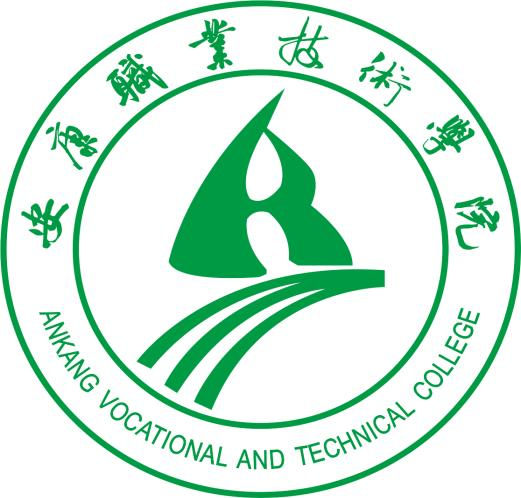 安康職業技術學院
ANKANG VOCATIONAL AND TECHNICAL COLLEGE